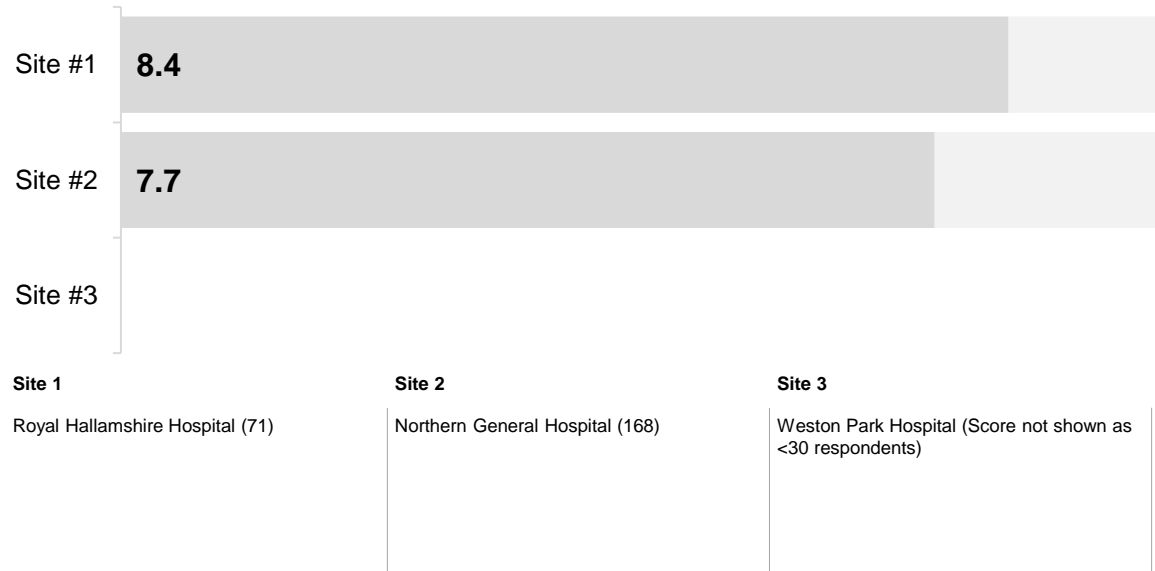 Site #1
8.4
Site #2
7.7
Site #3
Site 1
Royal Hallamshire Hospital (71)
Site 2
Northern General Hospital (168)
Site 3
Weston Park Hospital (Score not shown as
<30 respondents)